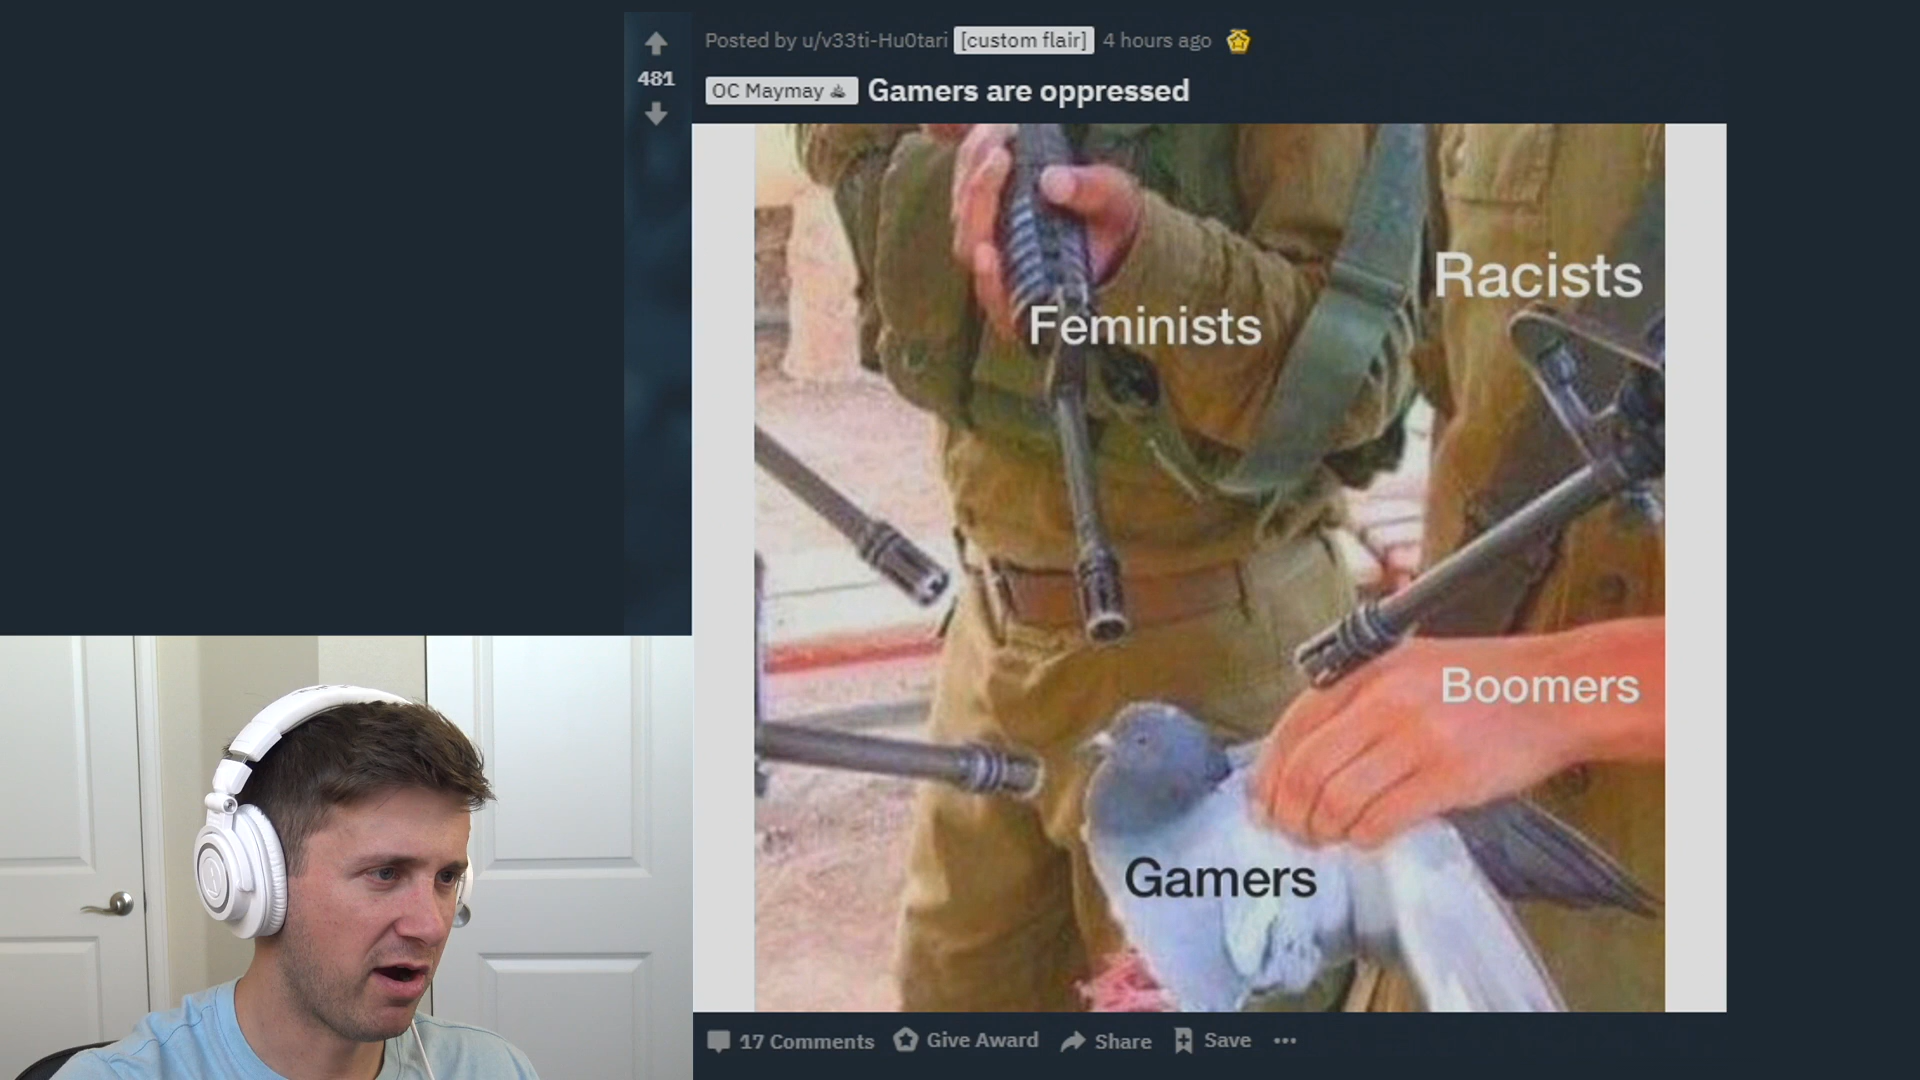 Posted by u/v33ti-Hu0tari [custom flair] 4 hours ago
481
OC Maymay Gamers are oppressed
Racists
Feminists
Boomers
Gamers
17 Comments Give Award Share Save